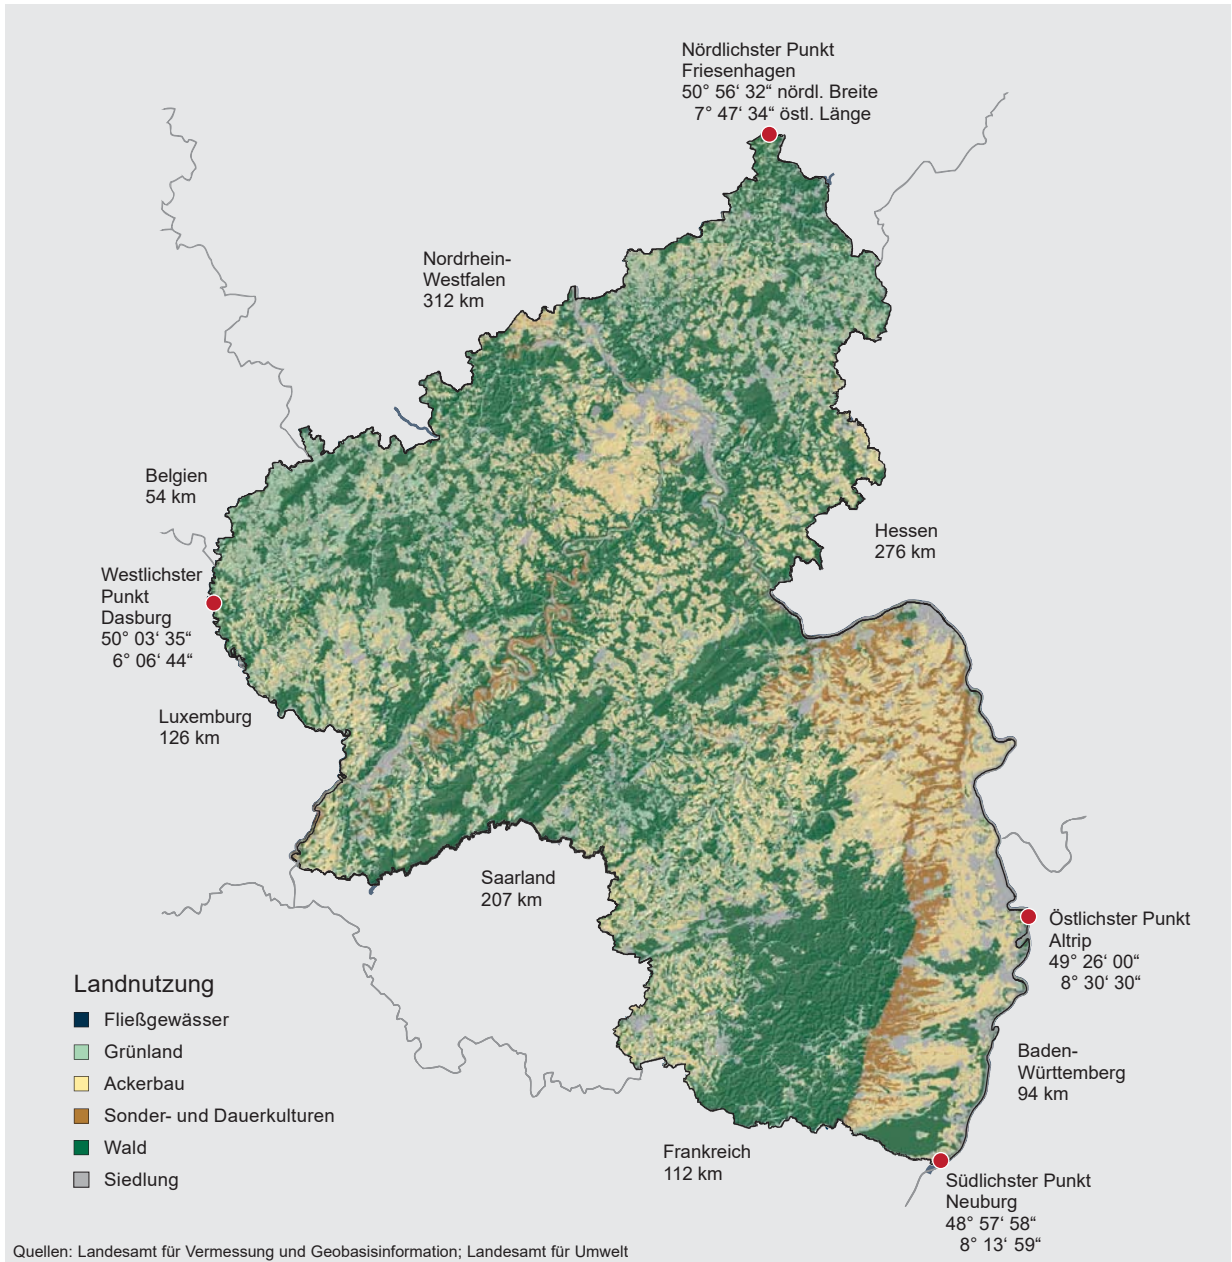 Nördlichster Punkt
Friesenhagen
50° 56‘ 32“ nördl. Breite
7° 47‘ 34“ östl. Länge
Nordrhein-
Westfalen
312 km
Belgien
54 km
Hessen
276 km
Westlichster
Punkt
Dasburg
50° 03‘ 35“
6° 06‘ 44“
Luxemburg
126 km
Saarland
207 km
Östlichster Punkt
Altrip
49° 26‘ 00“
8° 30‘ 30“
Landnutzung
Fließgewässer
Grünland
Ackerbau
Sonder- und Dauerkulturen
Wald
Siedlung
Baden-
Württemberg
94 km
Frankreich
112 km
Südlichster Punkt
Neuburg
48° 57‘ 58“
8° 13‘ 59“
Quellen: Landesamt für Vermessung und Geobasisinformation; Landesamt für Umwelt